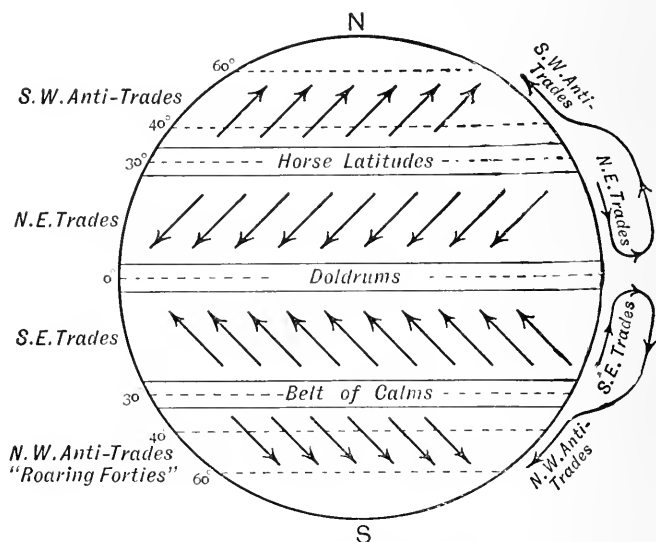 N
60°
S.W. Anti-Trades
40°
30°
Horse Latitudes
N.E. Trades
0°
Doldrums
S.E. Trades
30
Belt of Calms
40°
N.W. Anti-Trades
"Roaring Forties"
60°
S
S.W. Anti-
Trades
N.E. Trades
S.E. Trades
N.W. Anti-
Trades